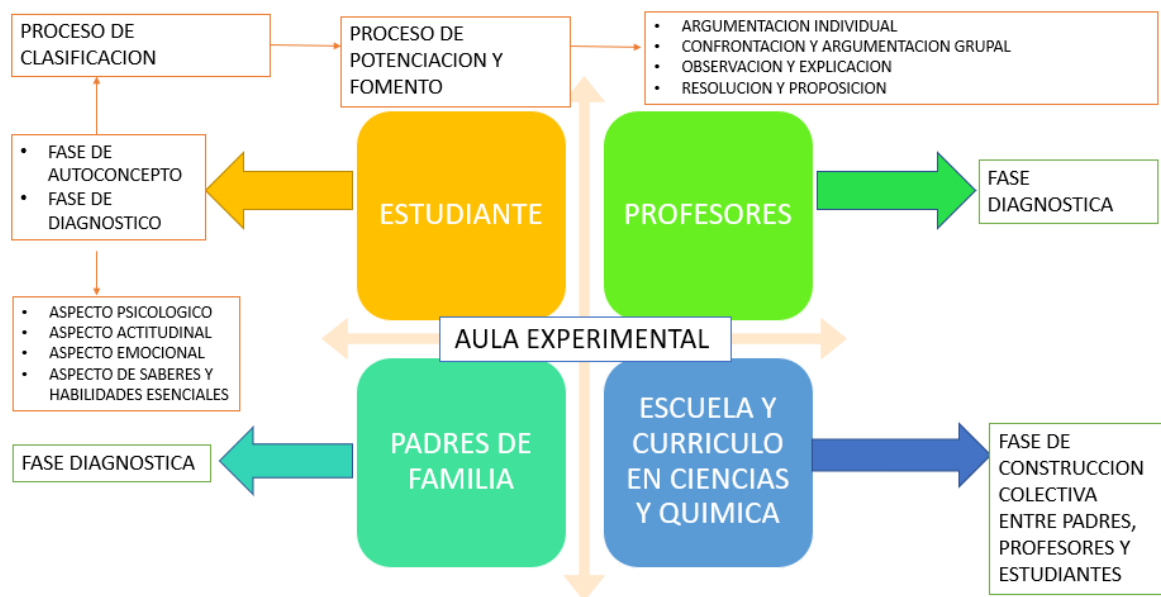 PROCESO DE
CLASIFICACION
PROCESO DE
POTENCIACION Y
FOMENTO
• ARGUMENTACION INDIVIDUAL
• CONFRONTACION Y ARGUMENTACION GRUPAL
• OBSERVACION Y EXPLICACION
• RESOLUCION Y PROPOSICION
• FASE DE
AUTOCONCEPTO
• FASE DE
DIAGNOSTICO
ESTUDIANTE
PROFESORES
FASE
DIAGNOSTICA
• ASPECTO PSICOLOGICO
• ASPECTO ACTITUDINAL
• ASPECTO EMOCIONAL
• ASPECTO DE SABERES Y
HABILIDADES ESENCIALES
AULA EXPERIMENTAL
FASE DIAGNOSTICA
PADRES DE
FAMILIA
ESCUELA Y
CURRICULO
EN CIENCIAS
Y QUIMICA
FASE DE
CONSTRUCCION
COLECTIVA
ENTRE PADRES,
PROFESORES Y
ESTUDIANTES